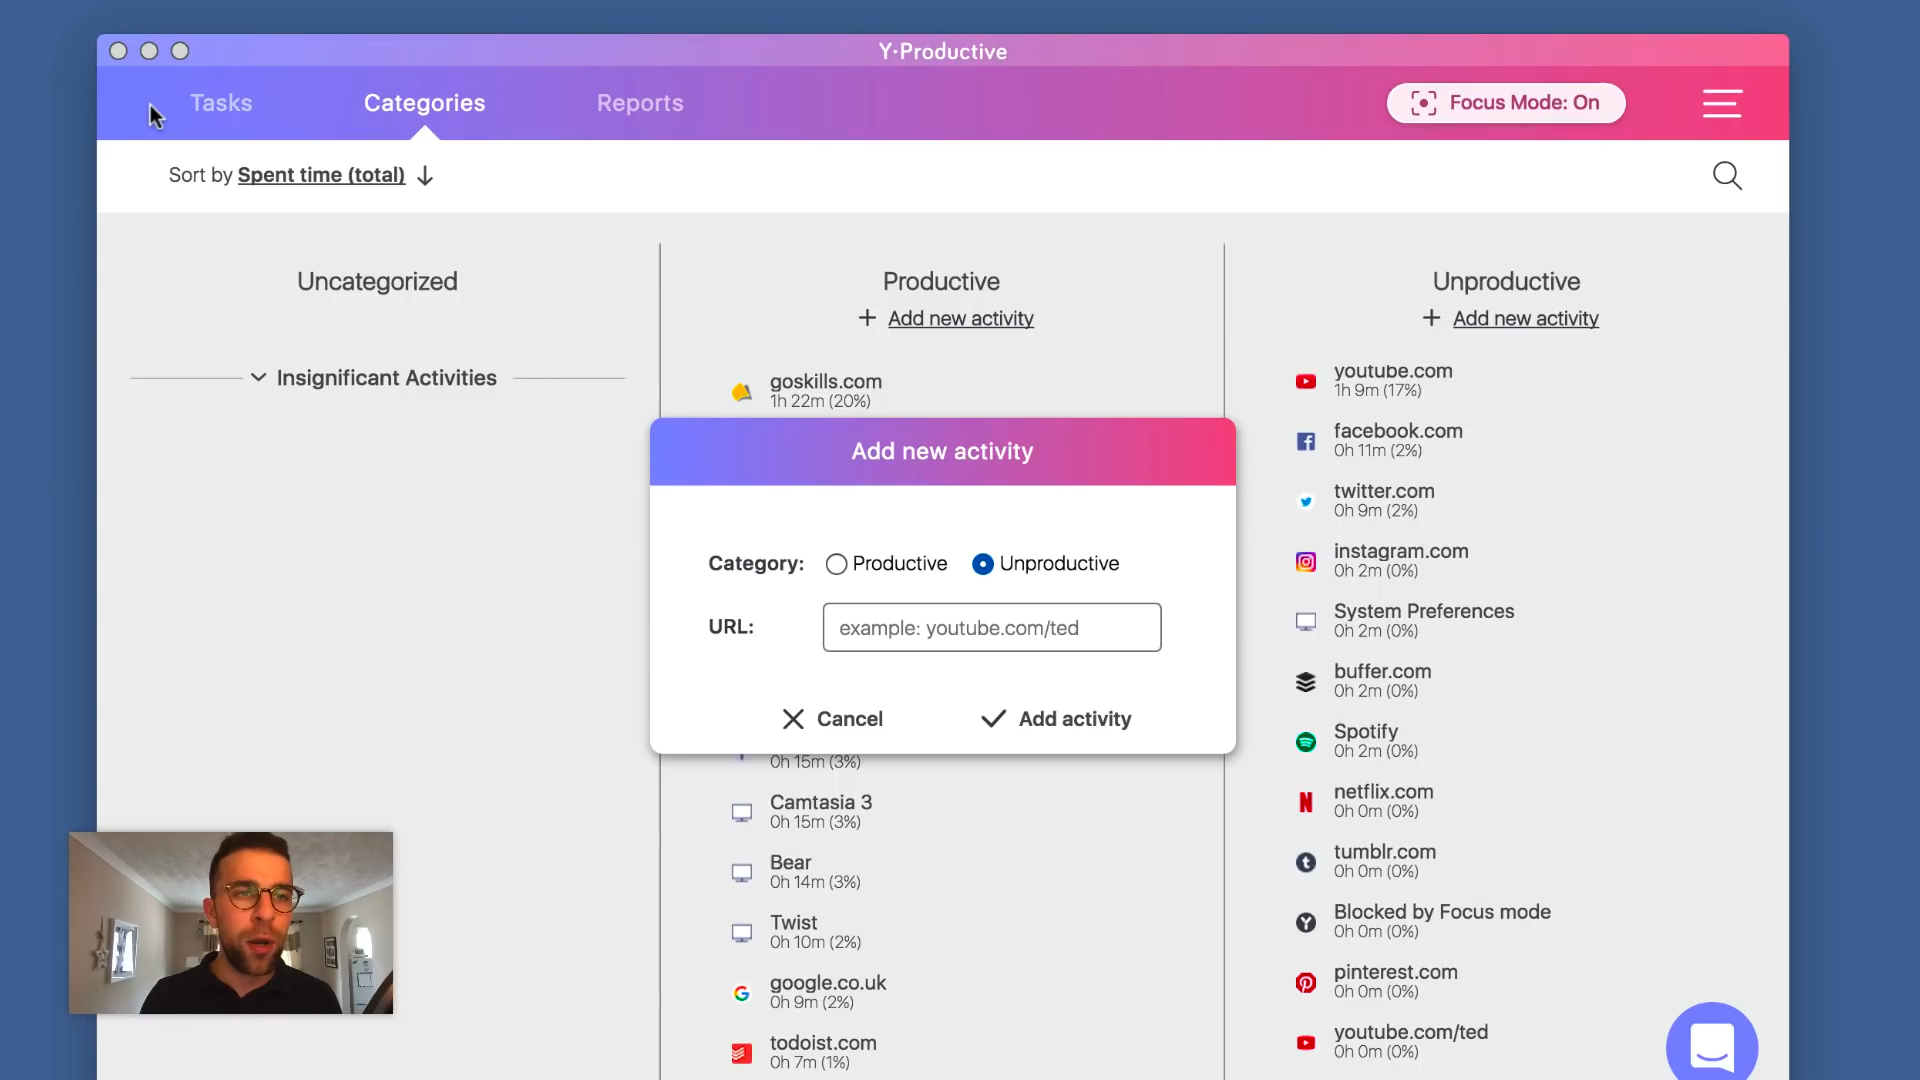 Y·Productive
Tasks
Categories
Reports
Focus Mode: On
Sort by Spent time (total)
Uncategorized
Insignificant Activities
Productive
+ Add new activity
goskills.com
1h 22m (20%)
Add new activity
Category:
Productive
Unproductive
URL:
example: youtube.com/ted
Cancel
Add activity
0h 15m (3%)
Camtasia 3
0h 15m (3%)
Bear
0h 14m (3%)
Twist
0h 10m (2%)
google.co.uk
0h 9m (2%)
todoist.com
0h 7m (1%)
Unproductive
+ Add new activity
youtube.com
1h 9m (17%)
facebook.com
0h 11m (2%)
twitter.com
0h 9m (2%)
instagram.com
0h 2m (0%)
System Preferences
0h 2m (0%)
buffer.com
0h 2m (0%)
Spotify
0h 2m (0%)
netflix.com
0h 0m (0%)
tumblr.com
0h 0m (0%)
Blocked by Focus mode
0h 0m (0%)
pinterest.com
0h 0m (0%)
youtube.com/ted
0h 0m (0%)